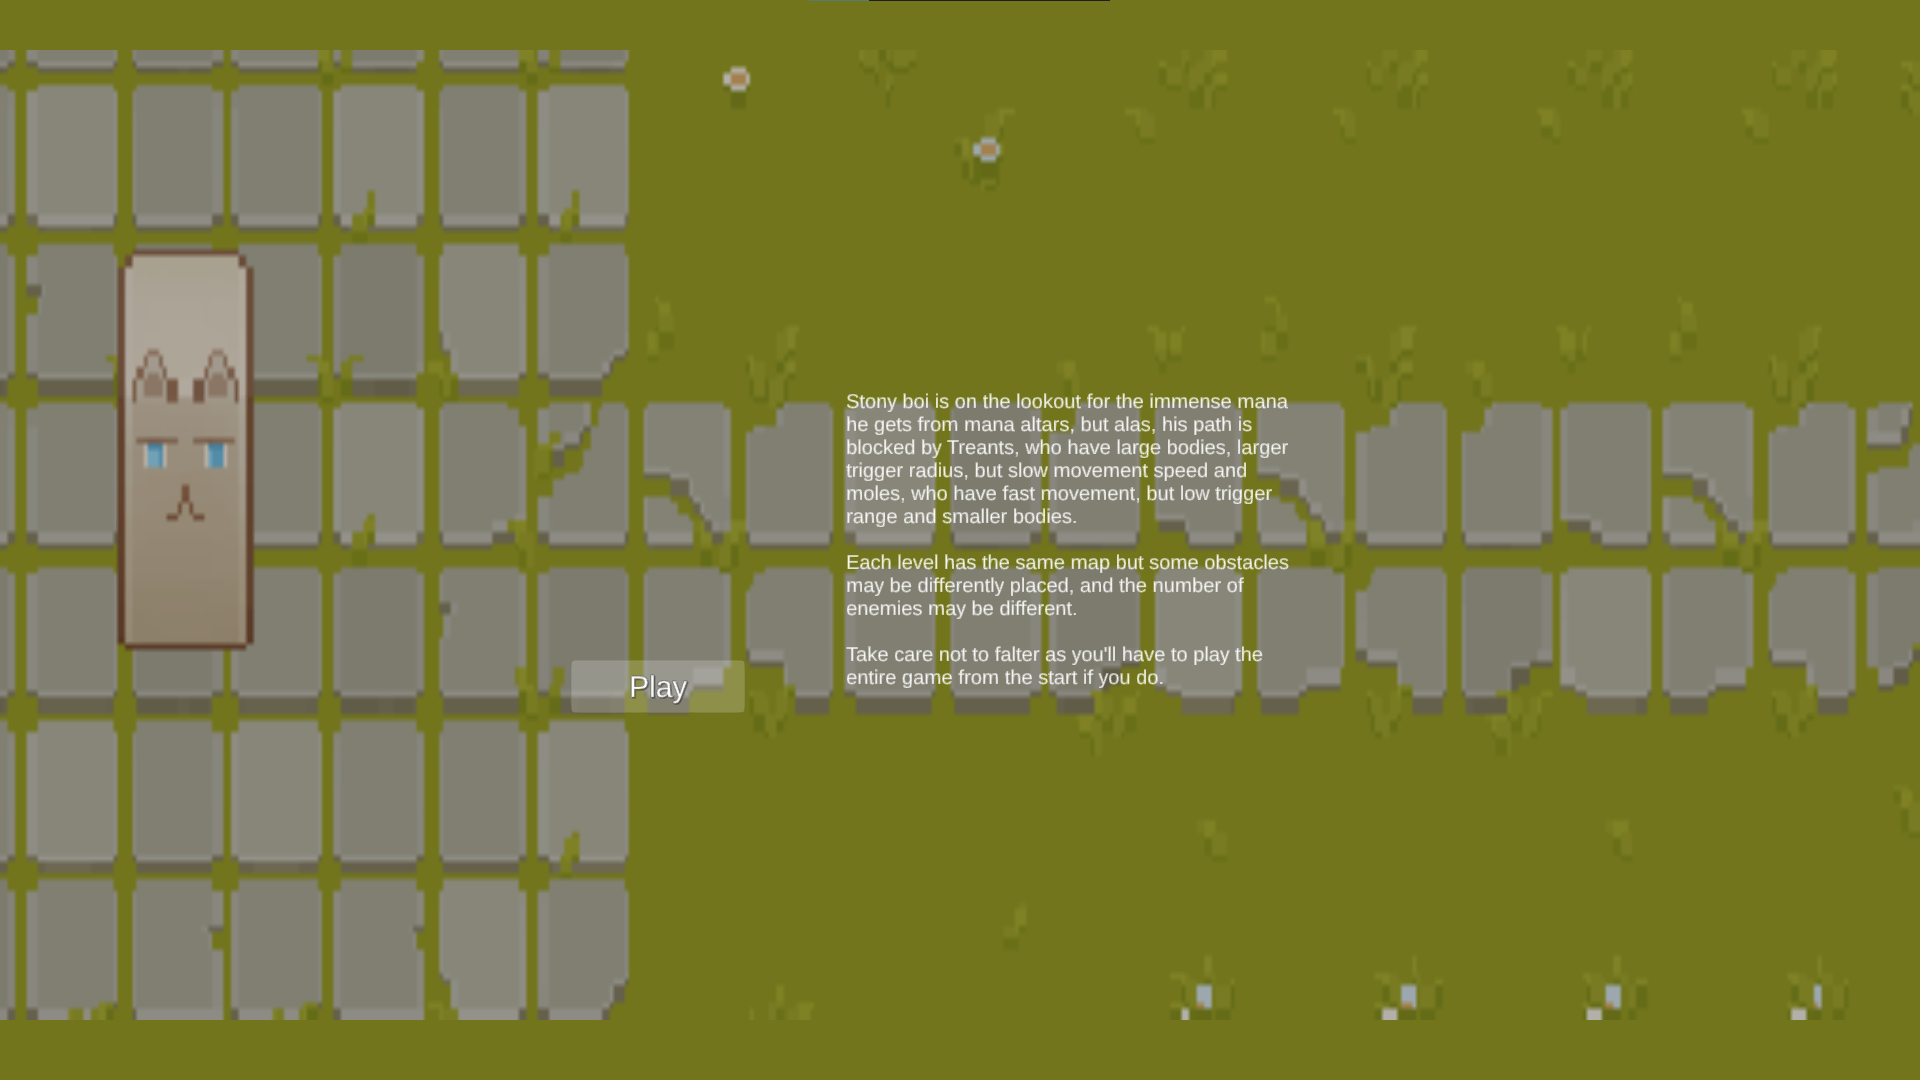 Stony boi is on the lookout for the immense mana
he gets from mana altars, but alas, his path is
blocked by Treants, who have large bodies, larger
trigger radius, but slow movement speed and
moles, who have fast movement, but low trigger
range and smaller bodies.
Each level has the same map but some obstacles
may be differently placed, and the number of
enemies may be different.
Take care not to falter as you'll have to play the
entire game from the start if you do.
Play